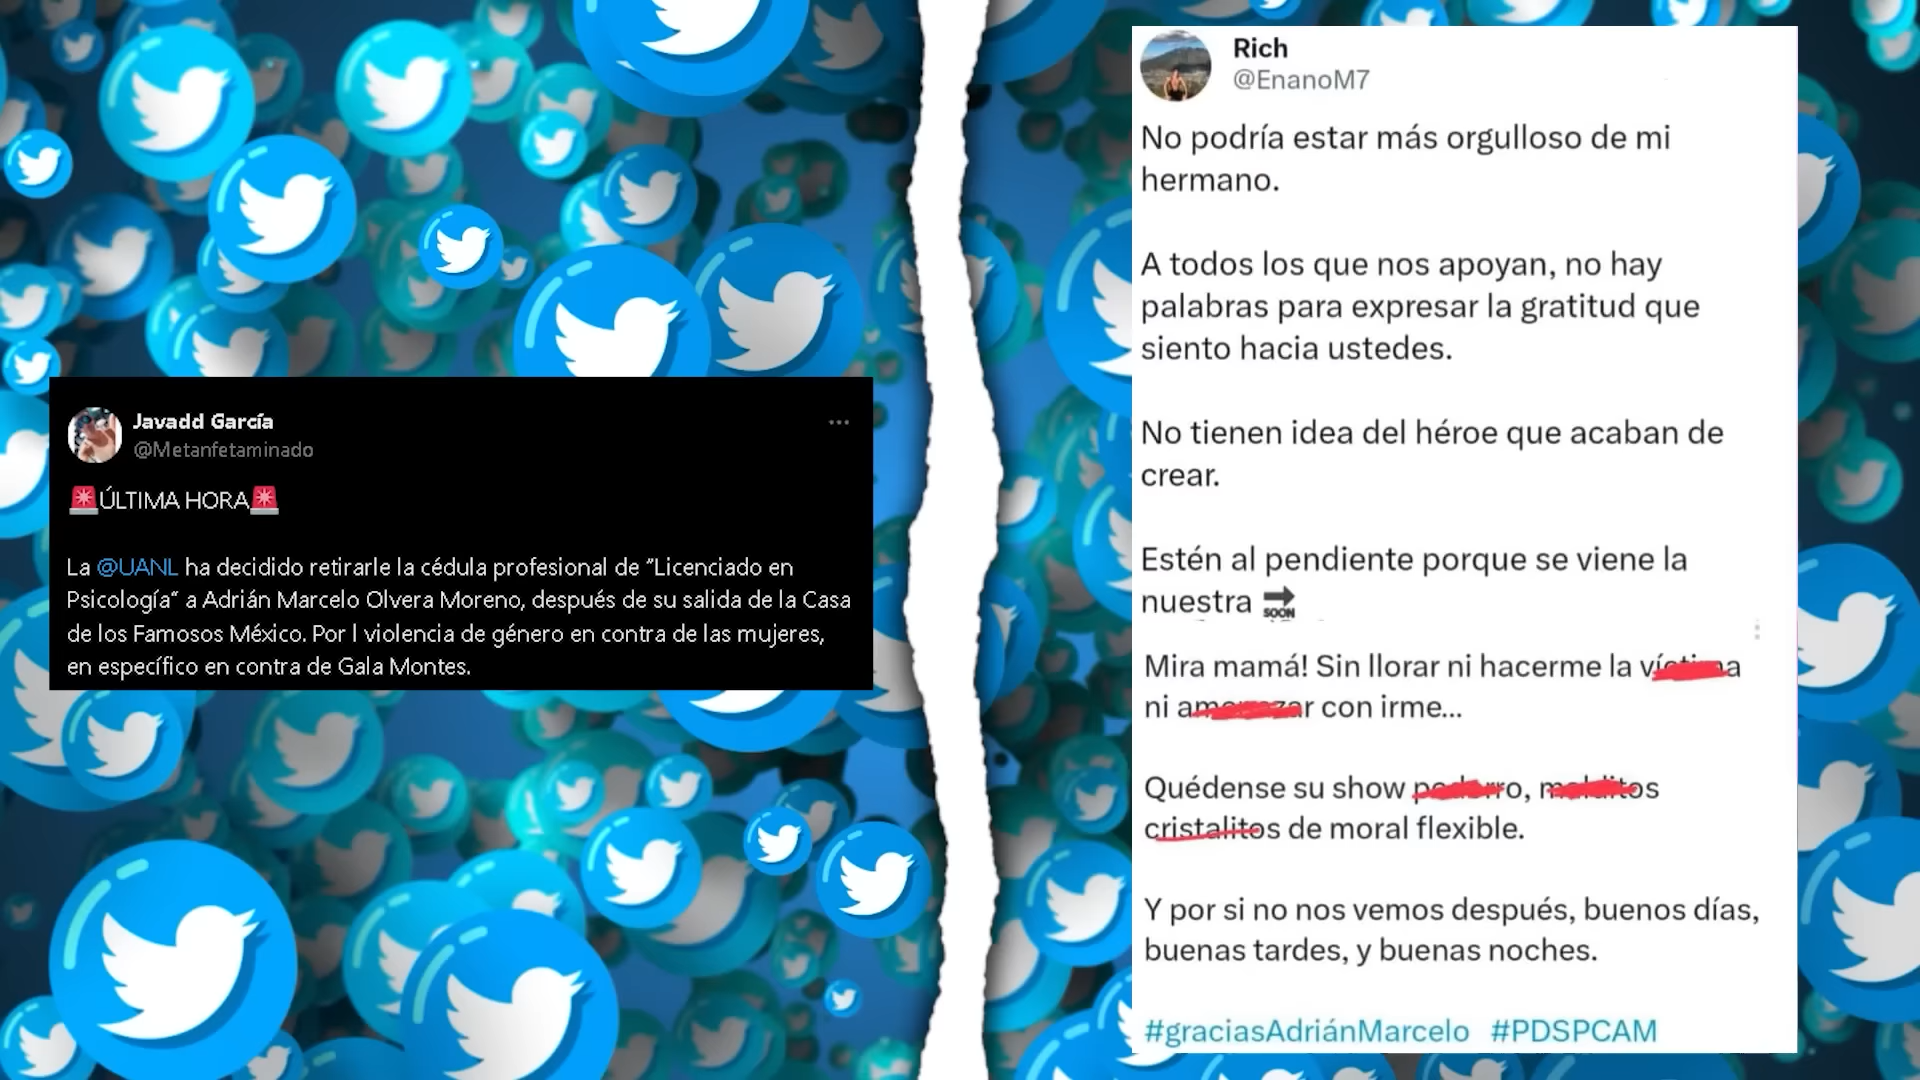 Javadd García
@Metanfetaminado
🚨ÚLTIMA HORA🚨
La @UANL ha decidido retirarle la cédula profesional de “Licenciado en
Psicología“ a Adrián Marcelo Olvera Moreno, después de su salida de la Casa
de los Famosos México. Por l violencia de género en contra de las mujeres,
en específico en contra de Gala Montes.
Rich
@EnanoM7
No podría estar más orgulloso de mi
hermano.
A todos los que nos apoyan, no hay
palabras para expresar la gratitud que
siento hacia ustedes.
No tienen idea del héroe que acaban de
crear.
Estén al pendiente porque se viene la
nuestra 🔜
Mira mamá! Sin llorar ni hacerme la víctima
ni amenazar con irme...
Quédense su show pedorro, malditos
cristalitos de moral flexible.
Y por si no nos vemos después, buenos días,
buenas tardes, y buenas noches.
#graciasAdriánMarcelo #PDSPCAM